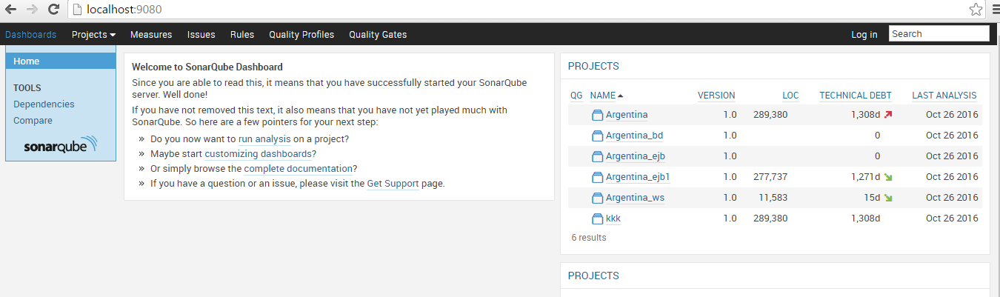 localhost:9080
Dashboards Projects Measures Issues Rules Quality Profiles Quality Gates Log in Search
Home
TOOLS
Dependencies
Compare
sonarqube
Welcome to SonarQube Dashboard
Since you are able to read this, it means that you have successfully started your SonarQube
server. Well done!
If you have not removed this text, it also means that you have not yet played much with
SonarQube. So here are a few pointers for your next step:
» Do you now want to run analysis on a project?
» Maybe start customizing dashboards?
» Or simply browse the complete documentation?
» If you have a question or an issue, please visit the Get Support page.
PROJECTS
QG NAME VERSION LOC TECHNICAL DEBT LAST ANALYSIS
Argentina 1.0 289,380 1,308d Oct 26 2016
Argentina_bd 1.0 0 Oct 26 2016
Argentina_ejb 1.0 0 Oct 26 2016
Argentina_ejb1 1.0 277,737 1,271d Oct 26 2016
Argentina_ws 1.0 11,583 15d Oct 26 2016
kkk 1.0 289,380 1,308d Oct 26 2016
6 results
PROJECTS